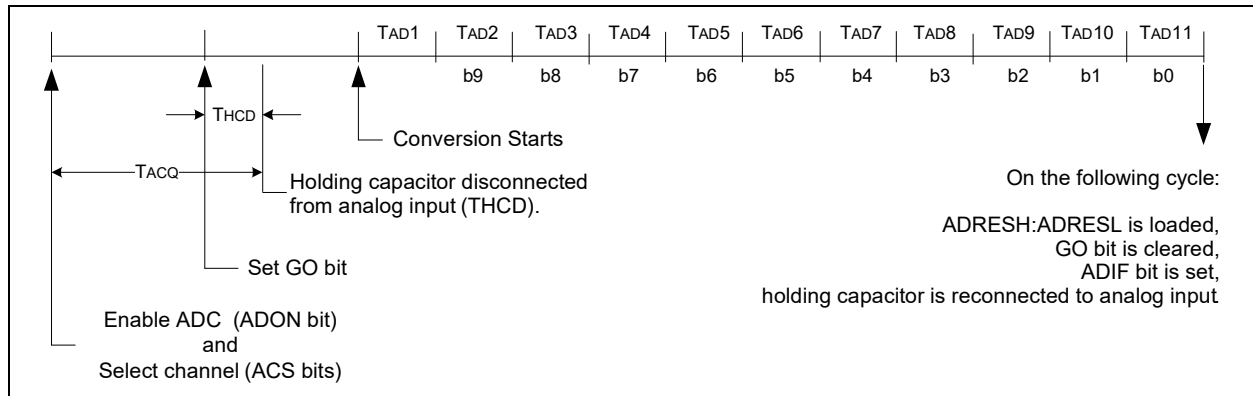 TAD1 TAD2 TAD3 TAD4 TAD5 TAD6 TAD7 TAD8 TAD9 TAD10 TAD11
b9 b8 b7 b6 b5 b4 b3 b2 b1 b0
THCD
Conversion Starts
TACQ
Holding capacitor disconnected
from analog input (THCD).
Set GO bit
Enable ADC (ADON bit)
and
Select channel (ACS bits)
On the following cycle:
ADRESH:ADRESL is loaded,
GO bit is cleared,
ADIF bit is set,
holding capacitor is reconnected to analog input.